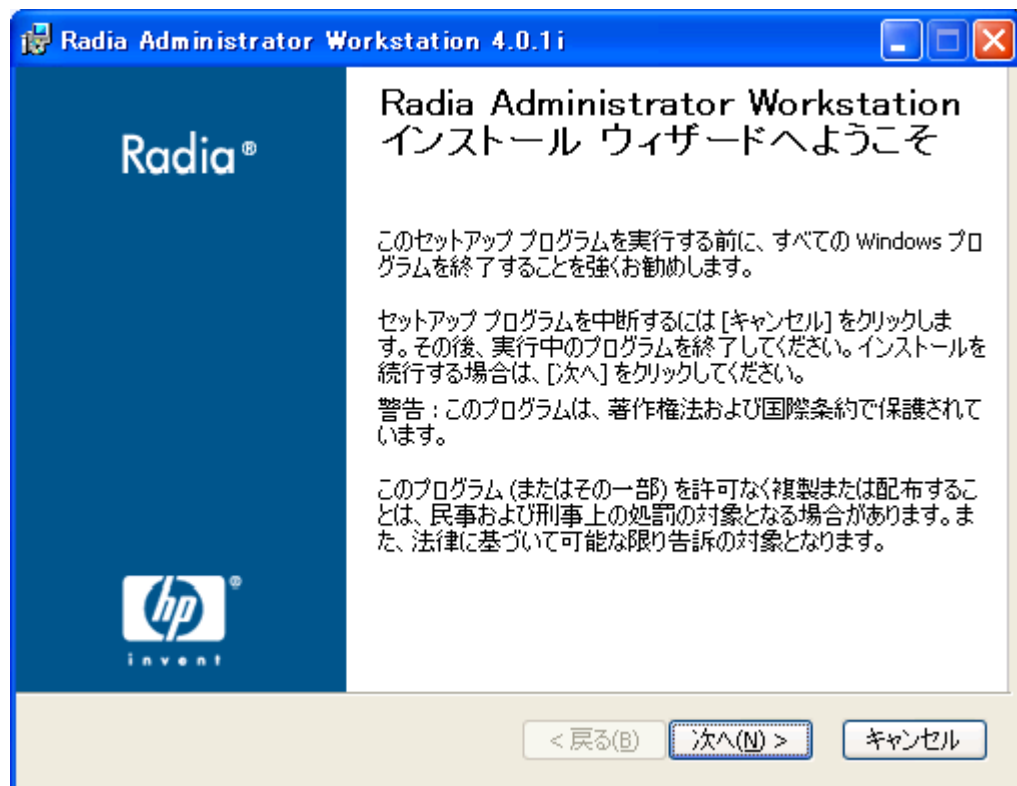 Radia Administrator Workstation 4.0.1i
Radia®
Radia Administrator Workstation
インストール ウィザードへようこそ
このセットアップ プログラムを実行する前に、すべての Windows プロ
グラムを終了することを強くお勧めします。
セットアップ プログラムを中断するには [キャンセル] をクリックしま
す。その後、実行中のプログラムを終了してください。インストールを
続行する場合は、[次へ] をクリックしてください。
警告 : このプログラムは、著作権法および国際条約で保護されて
います。
このプログラム (またはその一部) を許可なく複製または配布するこ
とは、民事および刑事上の処罰の対象となる場合があります。ま
た、法律に基づいて可能な限り告訴の対象となります。
hp®
invent
< 戻る(B)
次へ(N) >
キャンセル